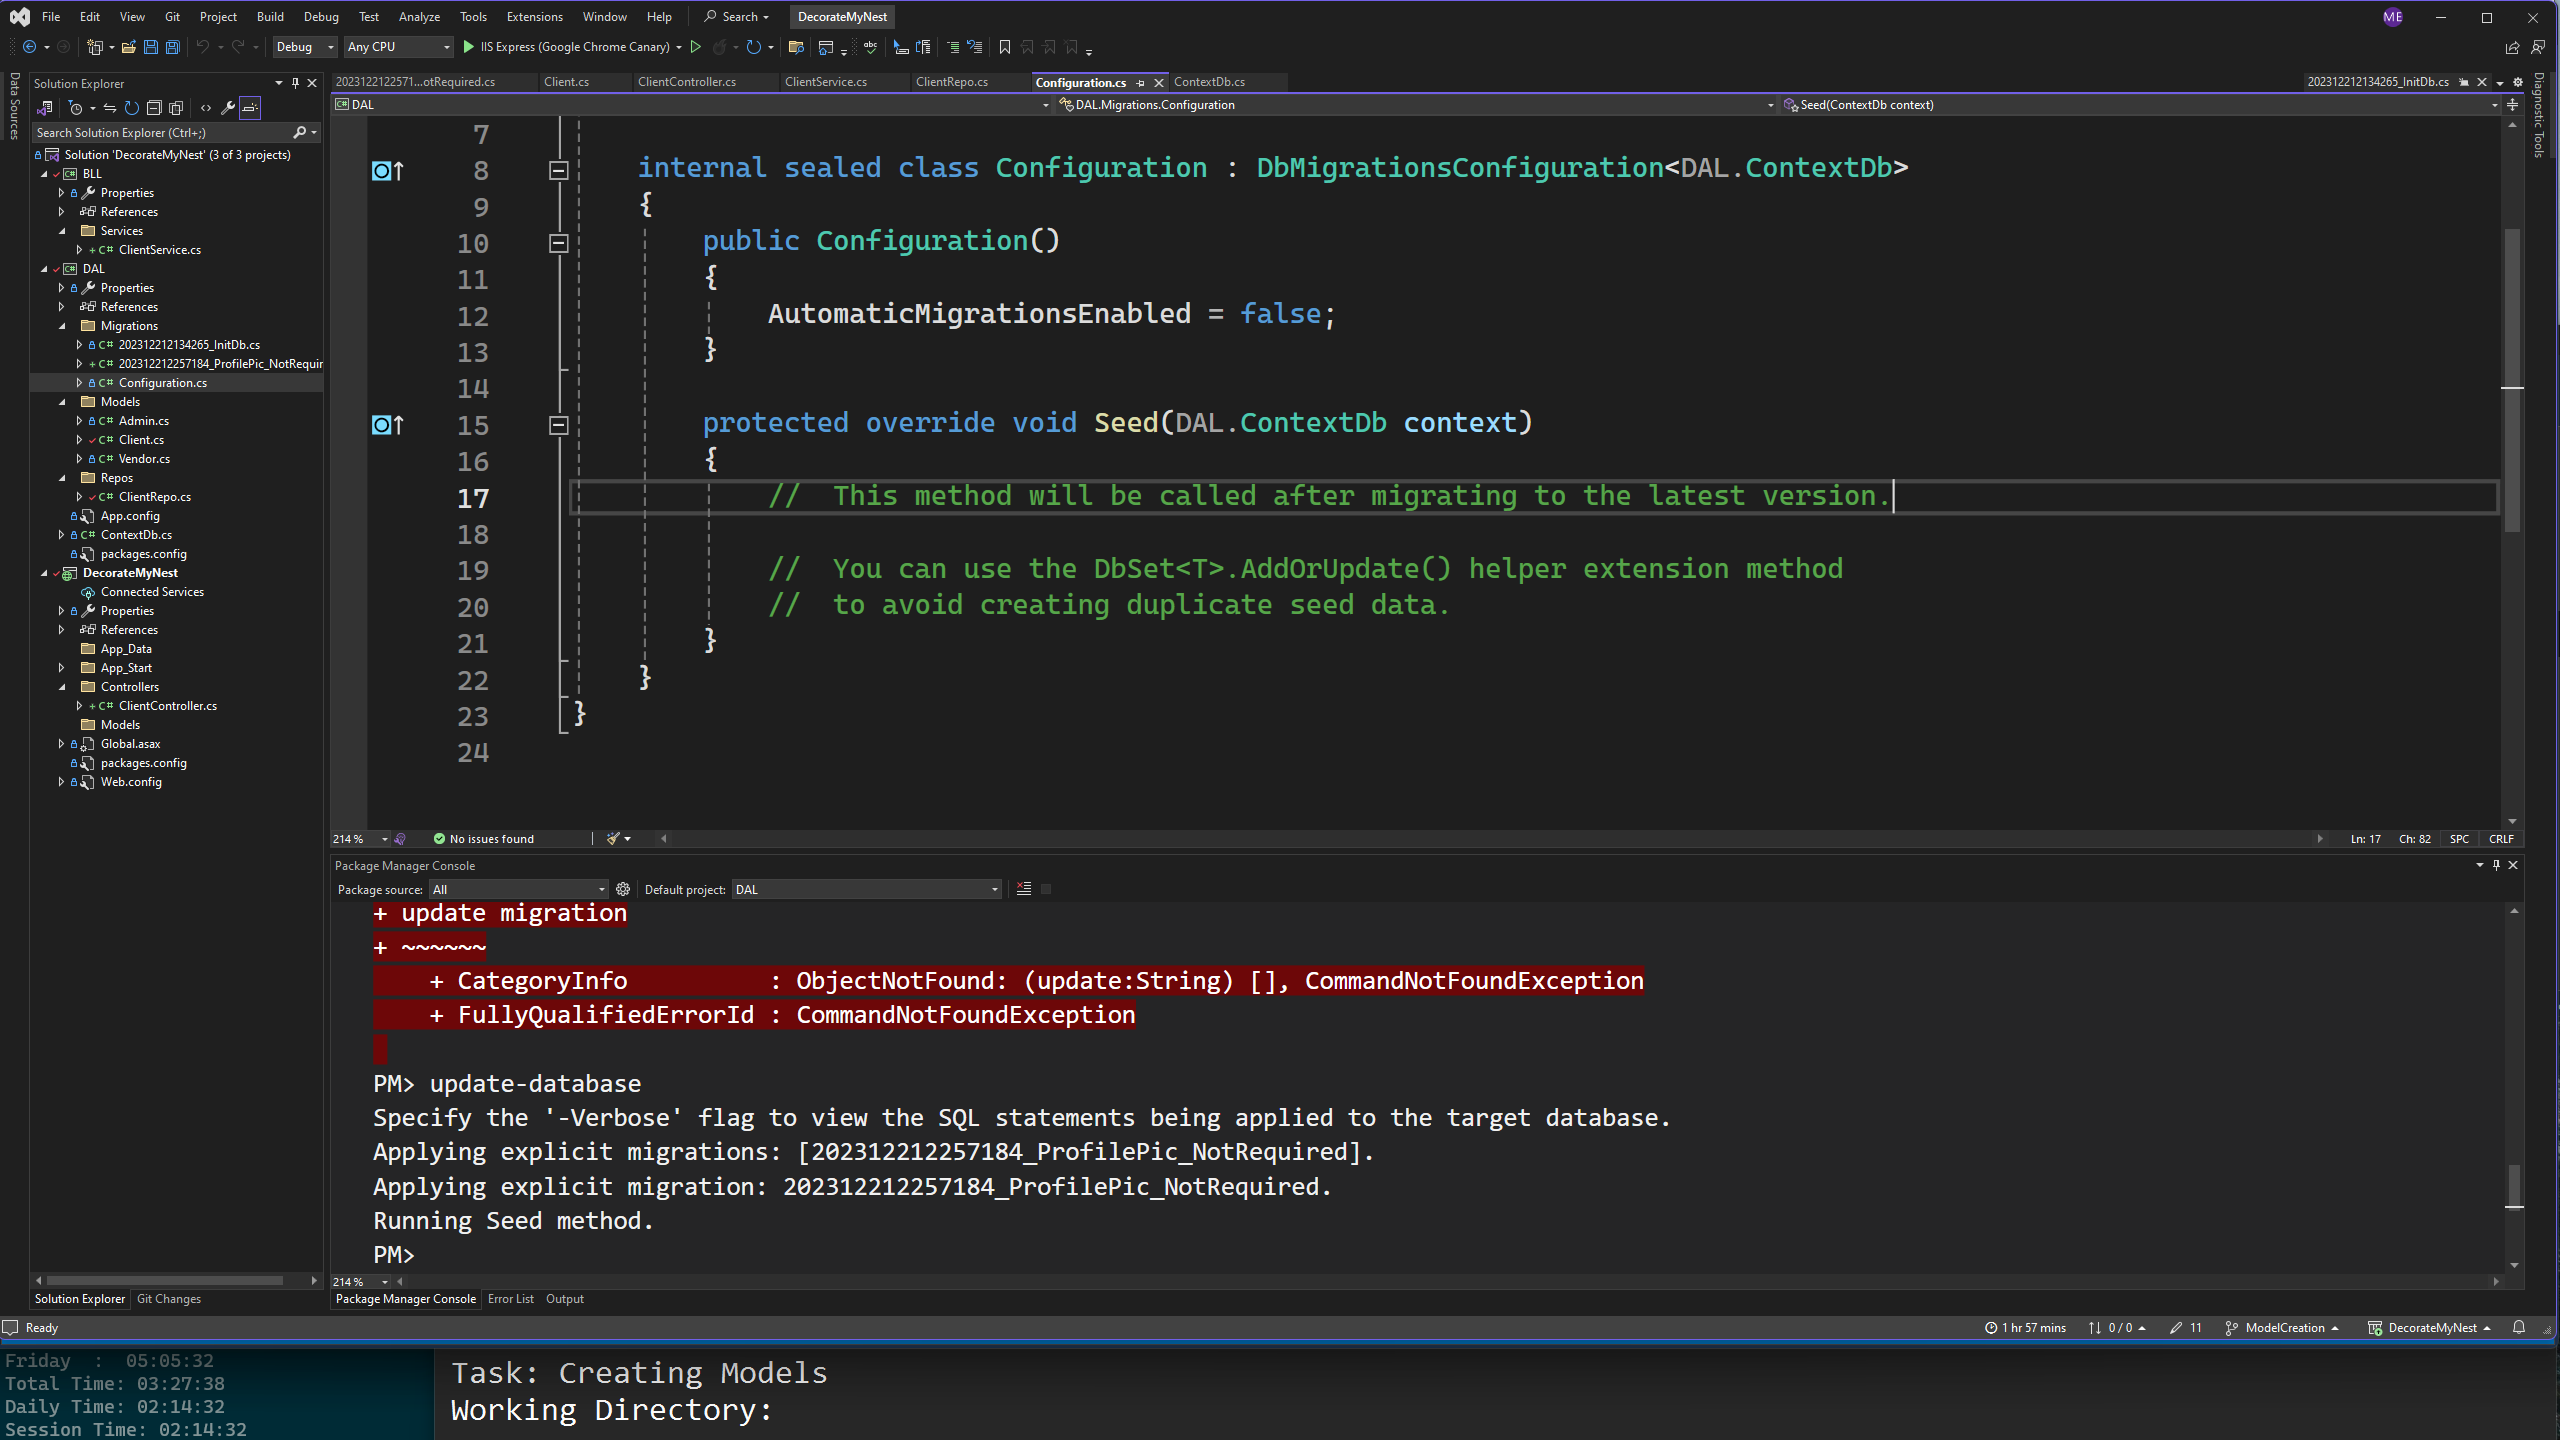 File Edit View Git Project Build Debug Test Analyze Tools Extensions Window Help Search DecorateMyNest ME
Debug Any CPU IIS Express (Google Chrome Canary)
Data Sources
Solution Explorer
Search Solution Explorer (Ctrl+;)
Solution 'DecorateMyNest' (3 of 3 projects)
BLL
Properties
References
Services
C# ClientService.cs
DAL
Properties
References
Migrations
C# 202312212134265_InitDb.cs
C# 202312212257184_ProfilePic_NotRequir
C# Configuration.cs
Models
C# Admin.cs
C# Client.cs
C# Vendor.cs
Repos
C# ClientRepo.cs
App.config
C# ContextDb.cs
packages.config
DecorateMyNest
Connected Services
Properties
References
App_Data
App_Start
Controllers
C# ClientController.cs
Models
Global.asax
packages.config
Web.config
Solution Explorer Git Changes
2023122122571...otRequired.cs Client.cs ClientController.cs ClientService.cs ClientRepo.cs Configuration.cs ContextDb.cs 202312212134265_InitDb.cs
C# DAL DAL.Migrations.Configuration Seed(ContextDb context)
Diagnostic Tools
7
8 internal sealed class Configuration : DbMigrationsConfiguration<DAL.ContextDb>
9 {
10 public Configuration()
11 {
12 AutomaticMigrationsEnabled = false;
13 }
14
15 protected override void Seed(DAL.ContextDb context)
16 {
17 //  This method will be called after migrating to the latest version.
18
19 //  You can use the DbSet<T>.AddOrUpdate() helper extension method
20 //  to avoid creating duplicate seed data.
21 }
22 }
23 }
24
214 % No issues found Ln: 17 Ch: 82 SPC CRLF
Package Manager Console
Package source: All Default project: DAL
+ update migration
+ ~~~~~~
+ CategoryInfo          : ObjectNotFound: (update:String) [], CommandNotFoundException
+ FullyQualifiedErrorId : CommandNotFoundException
PM> update-database
Specify the '-Verbose' flag to view the SQL statements being applied to the target database.
Applying explicit migrations: [202312212257184_ProfilePic_NotRequired].
Applying explicit migration: 202312212257184_ProfilePic_NotRequired.
Running Seed method.
PM>
214 %
Package Manager Console Error List Output
Ready 1 hr 57 mins 0 / 0 11 ModelCreation DecorateMyNest
Friday  :  05:05:32
Total Time: 03:27:38
Daily Time: 02:14:32
Session Time: 02:14:32
Task: Creating Models
Working Directory: